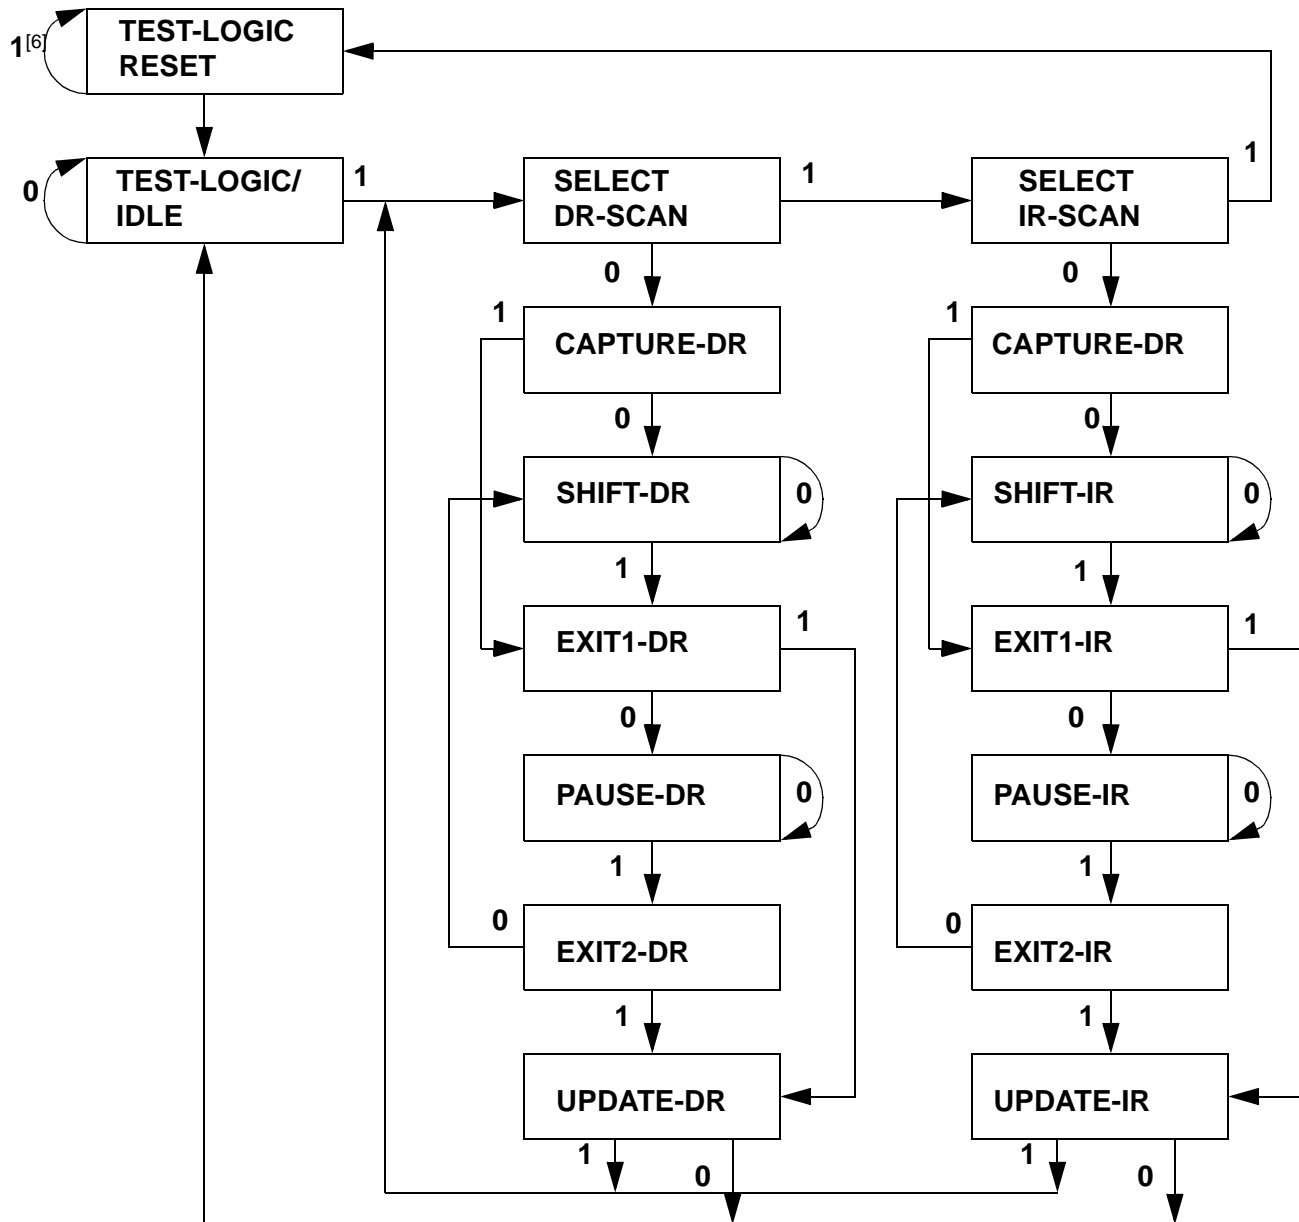 TEST-LOGIC
RESET
1[6]
TEST-LOGIC/
IDLE
0
1
SELECT
DR-SCAN
1
SELECT
IR-SCAN
1
0
0
1
CAPTURE-DR
1
CAPTURE-DR
0
0
SHIFT-DR
0
SHIFT-IR
0
1
1
EXIT1-DR
1
EXIT1-IR
1
0
0
PAUSE-DR
0
PAUSE-IR
0
1
1
0
EXIT2-DR
0
EXIT2-IR
1
1
UPDATE-DR
UPDATE-IR
1
0
1
0